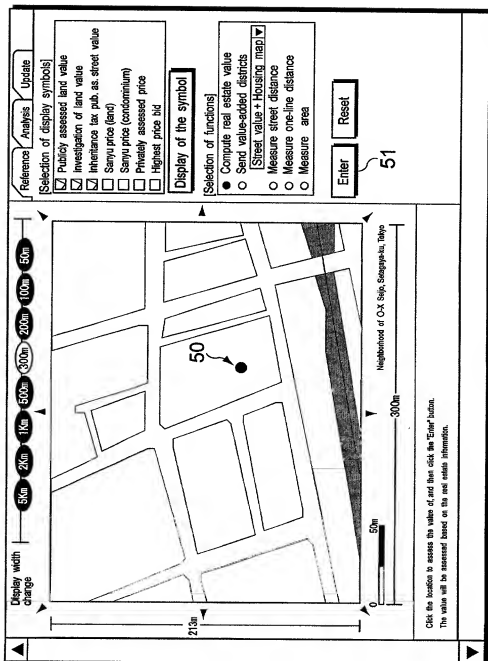 Display width
change
5Km 2Km 1Km 500m 300m 200m 100m 50m
213m
50
0 50m
Neighborhood of O-X Seijo, Setagaya-ku, Tokyo
300m
Reference Analysis Update
[Selection of display symbols]
Publicly assessed land value
Investigation of land value
Inheritance tax pub. as. street value
Sanyu price (land)
Sanyu price (condominium)
Privately assessed price
Highest price bid
Display of the symbol
[Selection of functions]
Compute real estate value
Send value-added districts
Street value + Housing map
Measure street distance
Measure one-line distance
Measure area
Enter Reset
51
Click the location to assess the value of, and then click the "Enter" button.
The value will be assessed based on the real estate information.